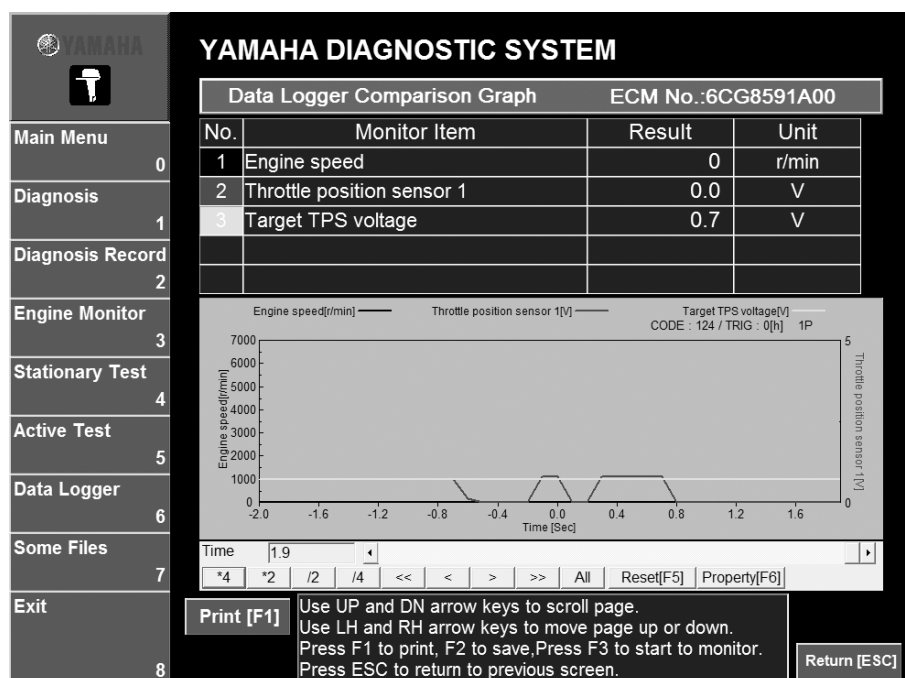 YAMAHA
YAMAHA DIAGNOSTIC SYSTEM
Data Logger Comparison Graph ECM No.:6CG8591A00
Main Menu
0
Diagnosis
1
Diagnosis Record
2
Engine Monitor
3
Stationary Test
4
Active Test
5
Data Logger
6
Some Files
7
Exit
8
No. Monitor Item Result Unit
1 Engine speed 0 r/min
2 Throttle position sensor 1 0.0 V
3 Target TPS voltage 0.7 V
Engine speed[r/min] Throttle position sensor 1[V] Target TPS voltage[V]
CODE : 124 / TRIG : 0[h] 1P
7000
6000
5000
4000
3000
2000
1000
0
Engine speed[r/min]
5
0
Throttle position sensor 1[V]
-2.0 -1.6 -1.2 -0.8 -0.4 0.0 0.4 0.8 1.2 1.6
Time [Sec]
Time 1.9
*4 *2 /2 /4 << < > >> All Reset[F5] Property[F6]
Print [F1]
Use UP and DN arrow keys to scroll page.
Use LH and RH arrow keys to move page up or down.
Press F1 to print, F2 to save,Press F3 to start to monitor.
Press ESC to return to previous screen.
Return [ESC]